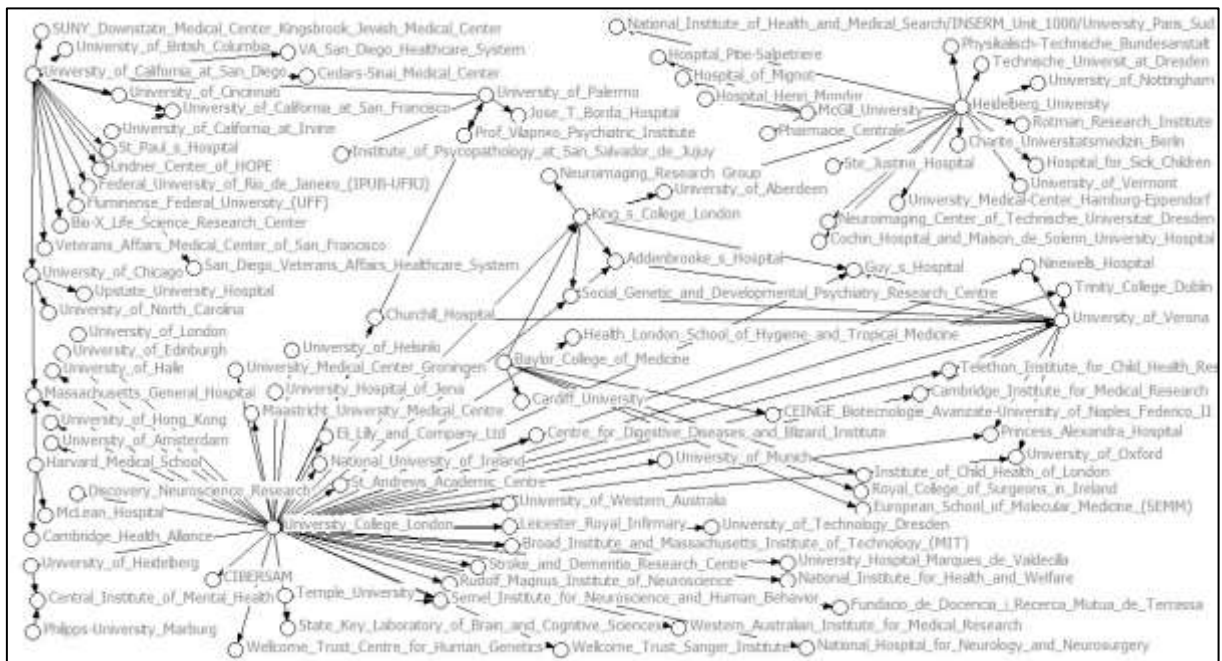 SUNY_Downstate_Medical_Center_Kingsbrook_Jewish_Medical_Center
National_Institute_of_Health_and_Medical_Search/INSERM_Unit_1000/University_Paris_Sud
University_of_British_Columbia
VA_San_Diego_Healthcare_System
Hospital_Pitie-Salpetriere
Physikalisch-Technische_Bundesanstalt
University_of_California_at_San_Diego
Cedars-Sinai_Medical_Center
Hospital_of_Mignot
Technische_Universit_at_Dresden
University_of_Nottingham
University_of_Cincinnati
University_of_Palermo
Hospital_Henri_Mondor
Heidelberg_University
University_of_California_at_San_Francisco
Jose_T_Borda_Hospital
McGill_University
Rotman_Research_Institute
University_of_California_at_Irvine
Prof_Vilapriко_Psychiatric_Institute
Pharmacie_Centrale
Charite_Universitatsmedizin_Berlin
St_Paul_s_Hospital
Institute_of_Psycopathology_at_San_Salvador_de_Jujuy
Ste_Justine_Hospital
Hospital_for_Sick_Children
Lindner_Center_of_HOPE
Neuroimaging_Research_Group
University_of_Vermont
Federal_University_of_Rio_de_Janeiro_(IPUB-UFRJ)
University_of_Aberdeen
University_Medical-Center_Hamburg-Eppendorf
Fluminense_Federal_University_(UFF)
King_s_College_London
Neuroimaging_Center_of_Technische_Universitat_Dresden
Bio-X_Life_Science_Research_Center
Cochin_Hospital_and_Maison_de_Solenn_University_Hospital
Veterans_Affairs_Medical_Center_of_San_Francisco
San_Diego_Veterans_Affairs_Healthcare_System
Addenbrooke_s_Hospital
Guy_s_Hospital
Ninewells_Hospital
University_of_Chicago
Upstate_University_Hospital
Social_Genetic_and_Developmental_Psychiatry_Research_Centre
Trinity_College_Dublin
University_of_North_Carolina
Churchill_Hospital
University_of_Verona
University_of_London
Health_London_School_of_Hygiene_and_Tropical_Medicine
University_of_Edinburgh
University_of_Helsinki
Baylor_College_of_Medicine
University_of_Halle
University_Medical_Center_Groningen
Telethon_Institute_for_Child_Health_Res
Massachusetts_General_Hospital
University_Hospital_of_Jena
Cardiff_University
Cambridge_Institute_for_Medical_Research
University_of_Hong_Kong
Maastricht_University_Medical_Centre
CEINGE_Biotecnologie_Avanzate-University_of_Naples_Federico_II
University_of_Amsterdam
Eli_Lilly_and_Company_Ltd
Centre_for_Digestive_Diseases_and_Blizard_Institute
Princess_Alexandra_Hospital
Harvard_Medical_School
National_University_of_Ireland
University_of_Munich
University_of_Oxford
Institute_of_Child_Health_of_London
Discovery_Neuroscience_Research
St_Andrews_Academic_Centre
Royal_College_of_Surgeons_in_Ireland
McLean_Hospital
University_of_Western_Australia
European_School_of_Molecular_Medicine_(SEMM)
University_College_London
Leicester_Royal_Infirmary
University_of_Technology_Dresden
Cambridge_Health_Alliance
Broad_Institute_and_Massachusetts_Institute_of_Technology_(MIT)
University_of_Heidelberg
Stroke_and_Dementia_Research_Centre
University_Hospital_Marques_de_Valdecilla
CIBERSAM
Rudolf_Magnus_Institute_of_Neuroscience
National_Institute_for_Health_and_Welfare
Central_Institute_of_Mental_Health
Temple_University
Semel_Institute_for_Neuroscience_and_Human_Behavior
Fundacio_de_Docencia_i_Recerca_Mutua_de_Terrassa
Philipps-University_Marburg
State_Key_Laboratory_of_Brain_and_Cognitive_Sciences
Western_Australian_Institute_for_Medical_Research
Wellcome_Trust_Centre_for_Human_Genetics
Wellcome_Trust_Sanger_Institute
National_Hospital_for_Neurology_and_Neurosurgery